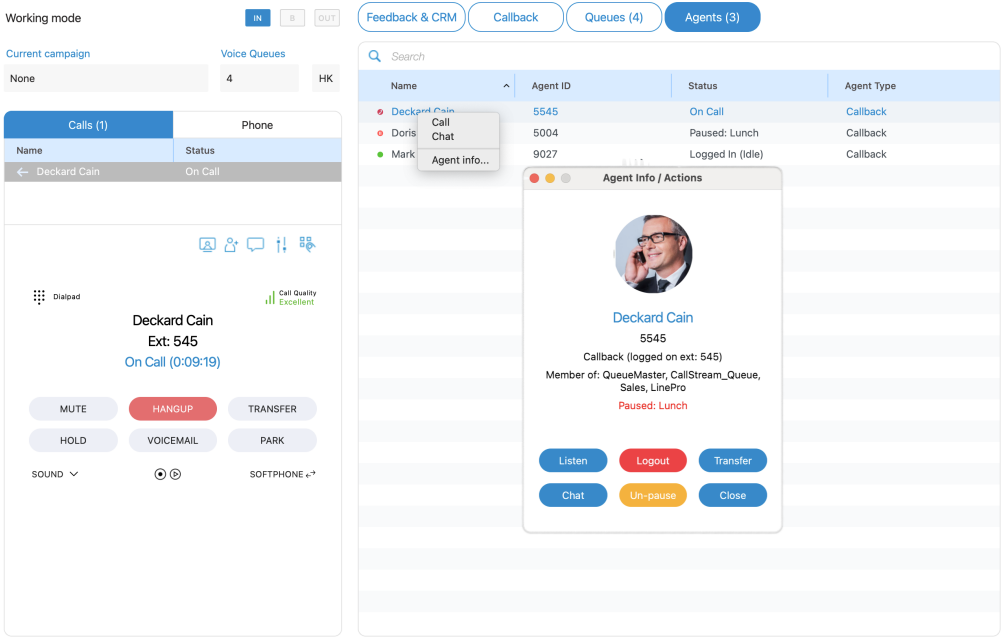 Working mode
IN
B
OUT
Feedback & CRM
Callback
Queues (4)
Agents (3)
Current campaign
Voice Queues
None
4
HK
Search
Name
Agent ID
Status
Agent Type
Deckard Cain
5545
On Call
Callback
Doris
5004
Paused: Lunch
Callback
Mark
9027
Logged In (Idle)
Callback
Call
Chat
Agent info...
Calls (1)
Phone
Name
Status
Deckard Cain
On Call
Dialpad
Call Quality
Excellent
Deckard Cain
Ext: 545
On Call (0:09:19)
MUTE
HANGUP
TRANSFER
HOLD
VOICEMAIL
PARK
SOUND
SOFTPHONE
Agent Info / Actions
Deckard Cain
5545
Callback (logged on ext: 545)
Member of: QueueMaster, CallStream_Queue,
Sales, LinePro
Paused: Lunch
Listen
Logout
Transfer
Chat
Un-pause
Close